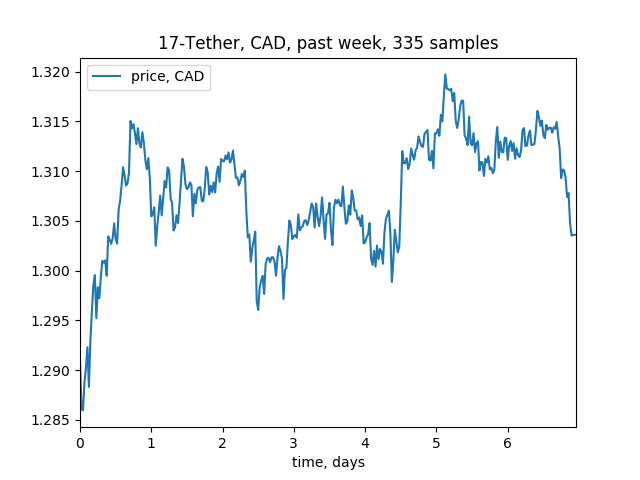 17-Tether, CAD, past week, 335 samples
price, CAD
1.320
1.315
1.310
1.305
1.300
1.295
1.290
1.285
0 1 2 3 4 5 6
time, days